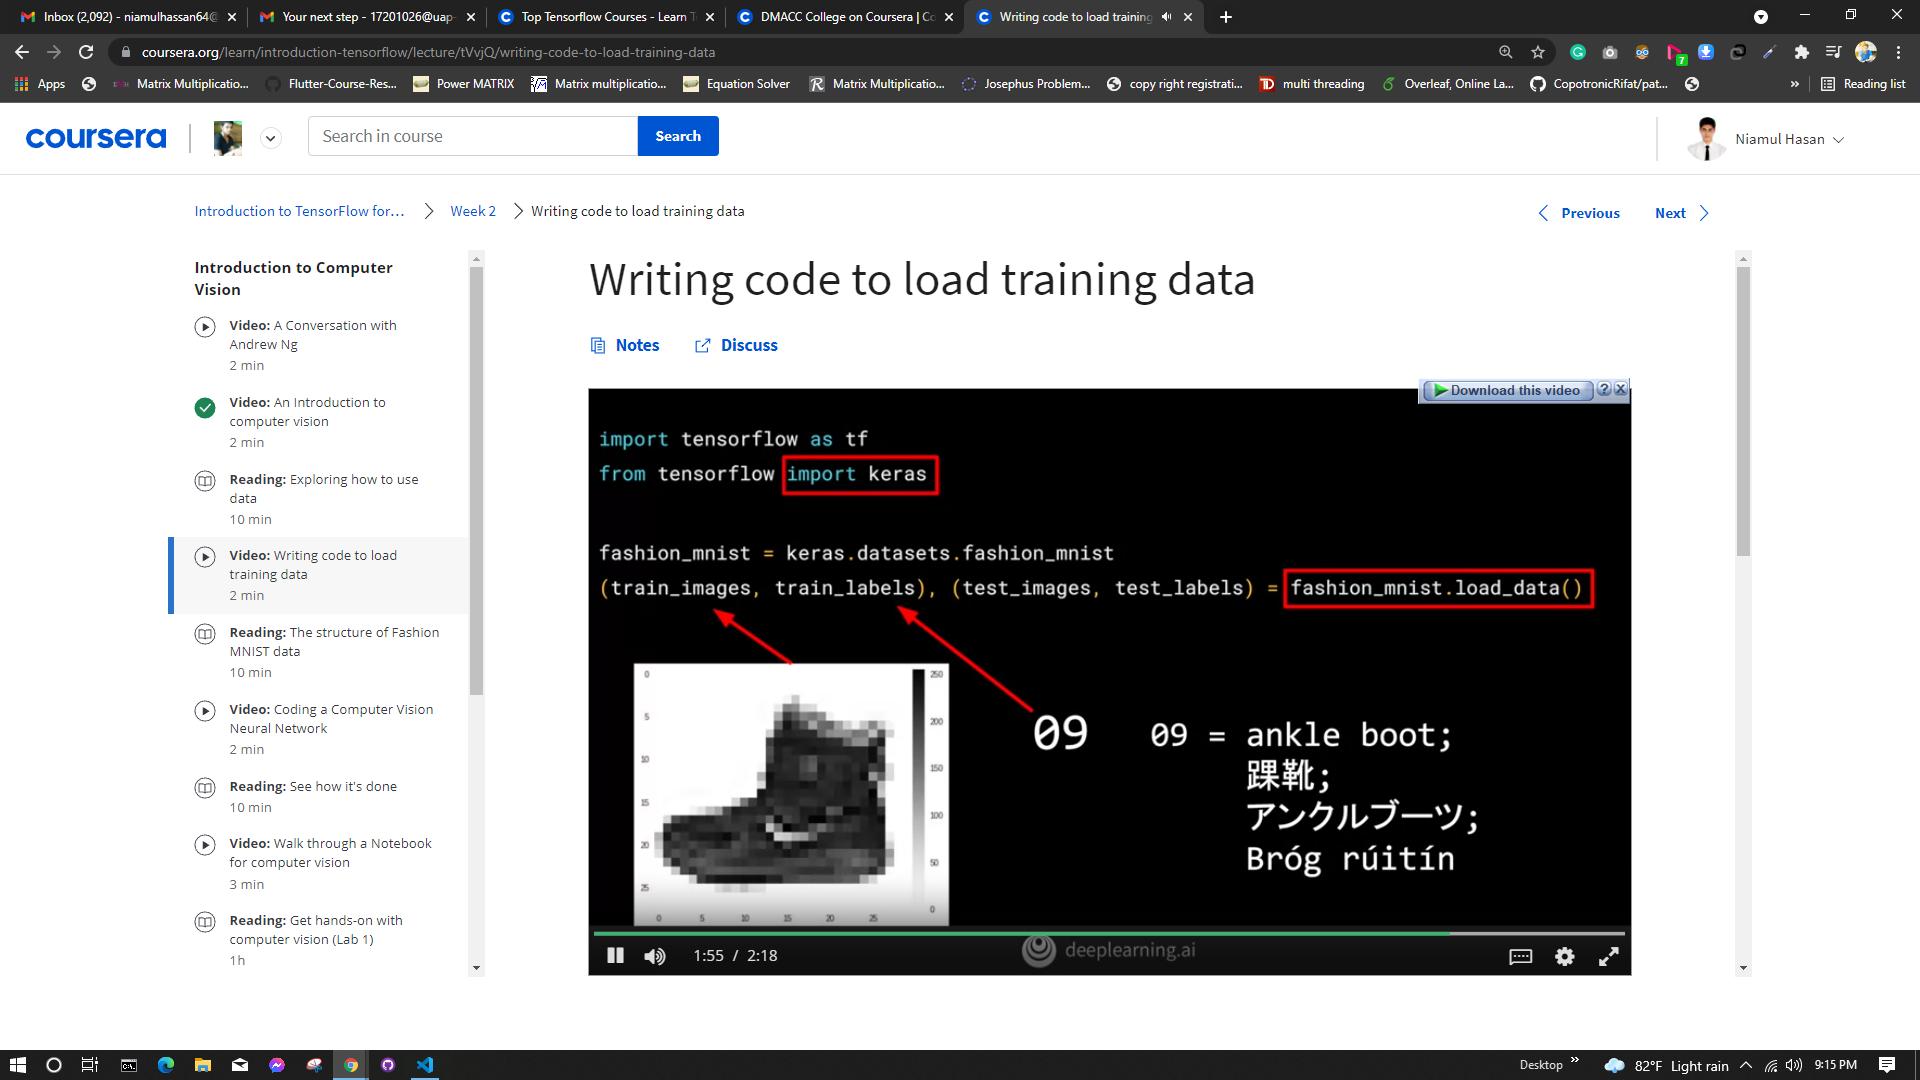 Inbox (2,092) - niamulhassan64@
Your next step - 17201026@uap-
Top Tensorflow Courses - Learn T
DMACC College on Coursera | Co
Writing code to load training
coursera.org/learn/introduction-tensorflow/lecture/tVvjQ/writing-code-to-load-training-data
7
Apps
Matrix Multiplicatio...
Flutter-Course-Res...
Power MATRIX
Matrix multiplicatio...
Equation Solver
Matrix Multiplicatio...
Josephus Problem...
copy right registrati...
multi threading
Overleaf, Online La...
CopotronicRifat/pat...
»
Reading list
coursera
Search in course
Search
Niamul Hasan
Introduction to TensorFlow for...
Week 2
Writing code to load training data
Previous
Next
Introduction to Computer
Vision
Video: A Conversation with
Andrew Ng
2 min
Video: An Introduction to
computer vision
2 min
Reading: Exploring how to use
data
10 min
Video: Writing code to load
training data
2 min
Reading: The structure of Fashion
MNIST data
10 min
Video: Coding a Computer Vision
Neural Network
2 min
Reading: See how it's done
10 min
Video: Walk through a Notebook
for computer vision
3 min
Reading: Get hands-on with
computer vision (Lab 1)
1h
Writing code to load training data
Notes
Discuss
Download this video
import tensorflow as tf
from tensorflow import keras
fashion_mnist = keras.datasets.fashion_mnist
(train_images, train_labels), (test_images, test_labels) = fashion_mnist.load_data()
0
5
10
15
20
25
0 5 10 15 20 25
250
200
150
100
50
0
09
09 = ankle boot;
踝靴;
アンクルブーツ;
Bróg rúitín
1:55 / 2:18
deeplearning.ai
Desktop »
82°F Light rain
9:15 PM